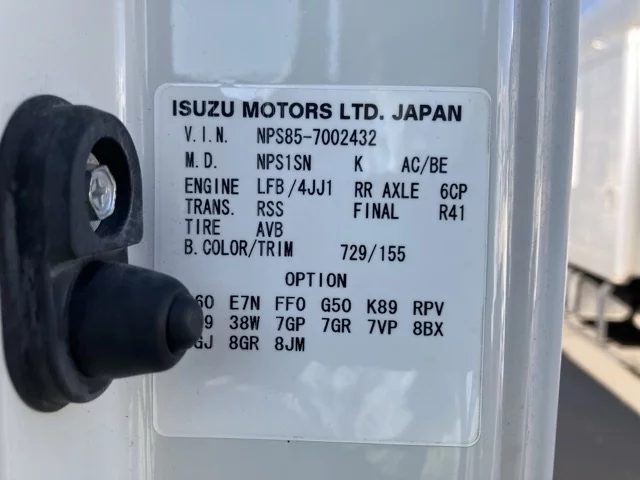 ISUZU MOTORS LTD. JAPAN
V.I.N. NPS85-7002432
M.D. NPS1SN K AC/BE
ENGINE LFB/4JJ1 RR AXLE 6CP
TRANS. RSS FINAL R41
TIRE AVB
B.COLOR/TRIM 729/155
OPTION
E7N FF0 G50 K89 RPV
38W 7GP 7GR 7VP 8BX
8GR 8JM